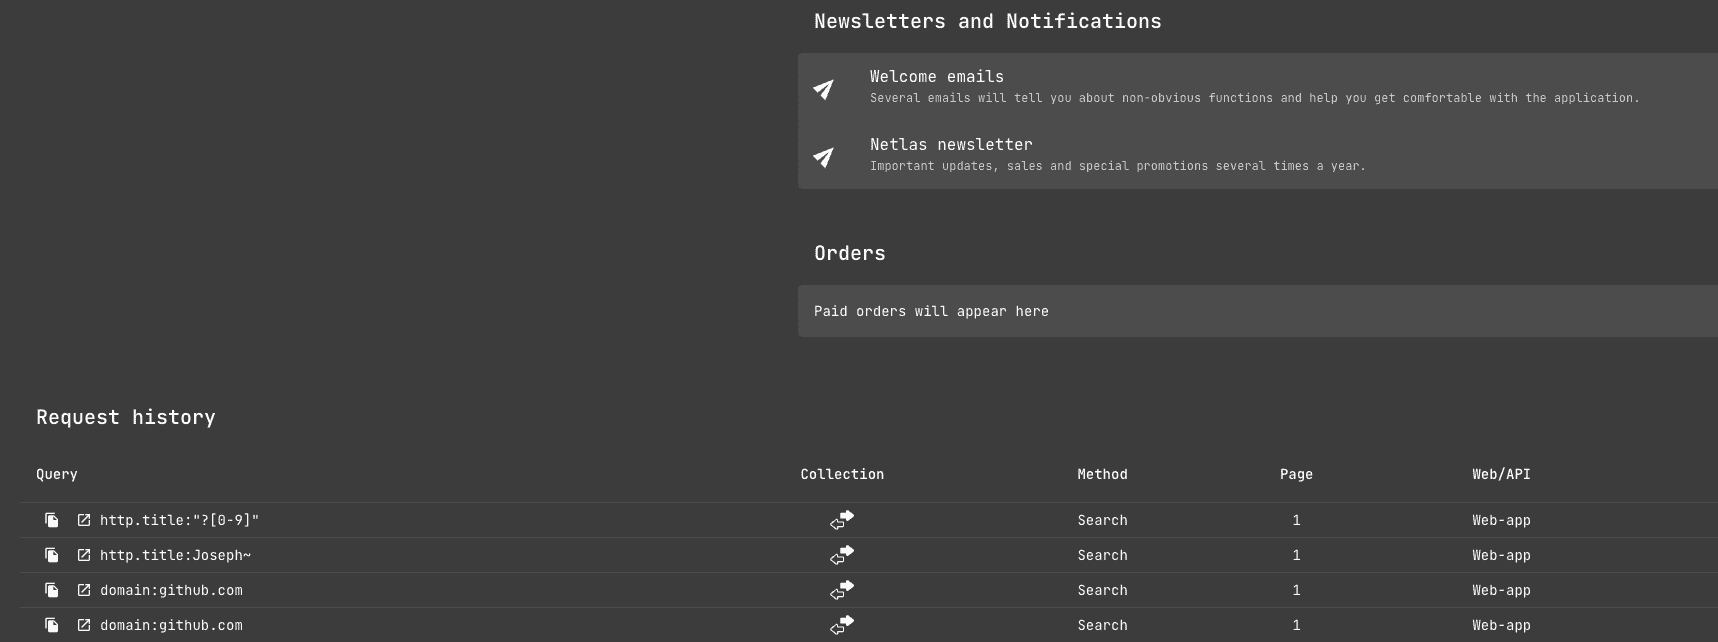 Newsletters and Notifications
Welcome emails
Several emails will tell you about non-obvious functions and help you get comfortable with the application.
Netlas newsletter
Important updates, sales and special promotions several times a year.
Orders
Paid orders will appear here
Request history
Query Collection Method Page Web/API
http.title:"?[0-9]" Search 1 Web-app
http.title:Joseph~ Search 1 Web-app
domain:github.com Search 1 Web-app
domain:github.com Search 1 Web-app